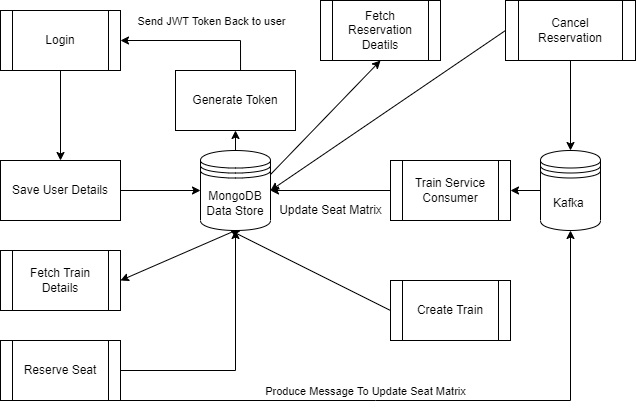 Login
Send JWT Token Back to user
Fetch
Reservation
Deatils
Cancel
Reservation
Generate Token
Save User Details
MongoDB
Data Store
Train Service
Consumer
Kafka
Update Seat Matrix
Fetch Train
Details
Create Train
Reserve Seat
Produce Message To Update Seat Matrix